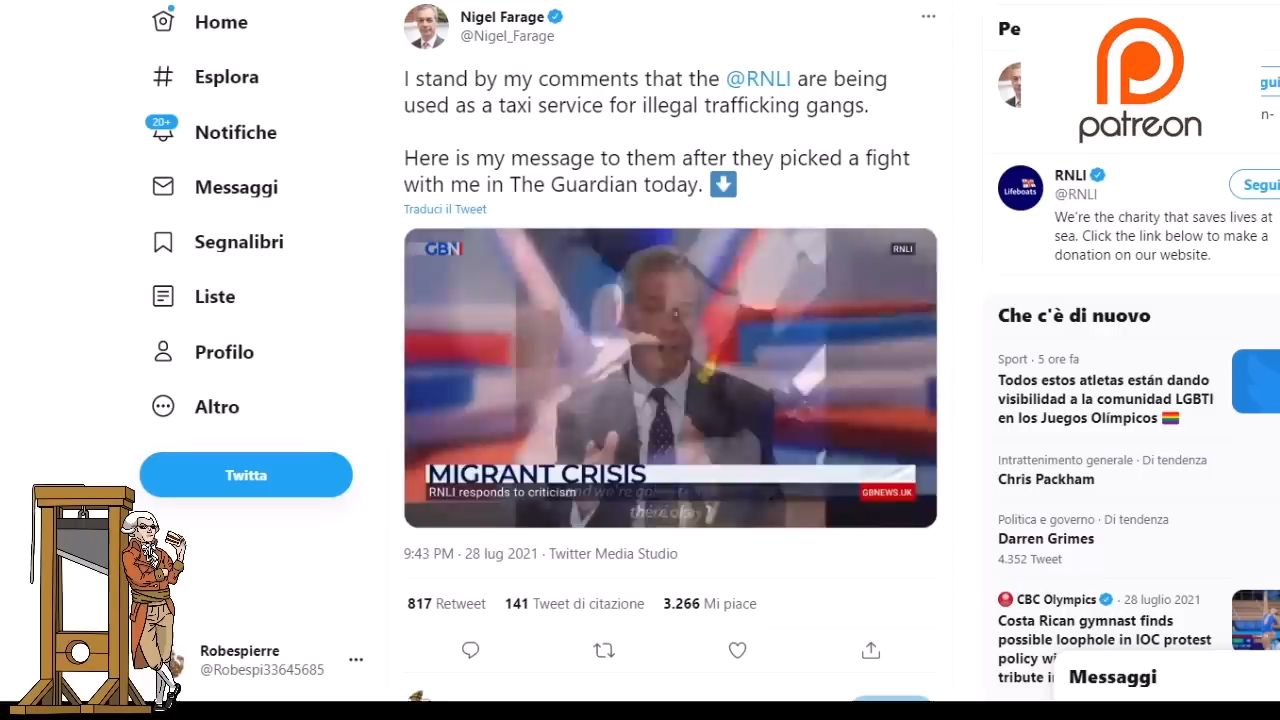 Home
Esplora
20+
Notifiche
Messaggi
Segnalibri
Liste
Profilo
Altro
Twitta
Robespierre
@Robespi33645685
Nigel Farage
@Nigel_Farage
I stand by my comments that the @RNLI are being
used as a taxi service for illegal trafficking gangs.
Here is my message to them after they picked a fight
with me in The Guardian today.
Traduci il Tweet
GBN
RNLI
MIGRANT CRISIS
RNLI responds to criticism
GBNEWS.UK
there okay?
9:43 PM · 28 lug 2021 · Twitter Media Studio
817 Retweet 141 Tweet di citazione 3.266 Mi piace
Pe
patreon
gui
n-
Lifeboats
RNLI
@RNLI
Segui
We're the charity that saves lives at
sea. Click the link below to make a
donation on our website.
Che c'è di nuovo
Sport · 5 ore fa
Todos estos atletas están dando
visibilidad a la comunidad LGBTI
en los Juegos Olímpicos
Intrattenimento generale · Di tendenza
Chris Packham
Politica e governo · Di tendenza
Darren Grimes
4.352 Tweet
CBC Olympics · 28 luglio 2021
Costa Rican gymnast finds
possible loophole in IOC protest
policy wi
tribute i
Messaggi